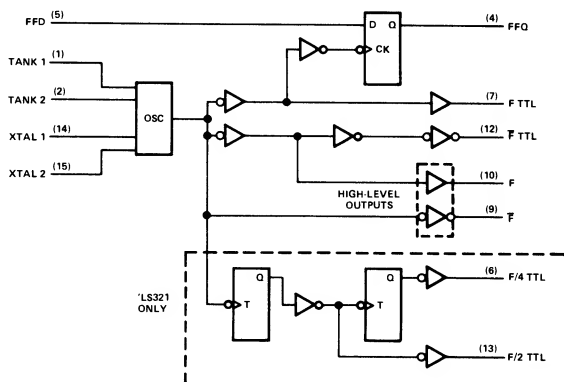 FFD (5)
D Q
CK
(4) FFQ
TANK 1 (1)
TANK 2 (2)
XTAL 1 (14)
XTAL 2 (15)
OSC
(7) F TTL
(12) F̅ TTL
(10) F
HIGH-LEVEL
OUTPUTS
(9) F̅
'LS321
ONLY
Q
T
Q
T
(6) F/4 TTL
(13) F/2 TTL